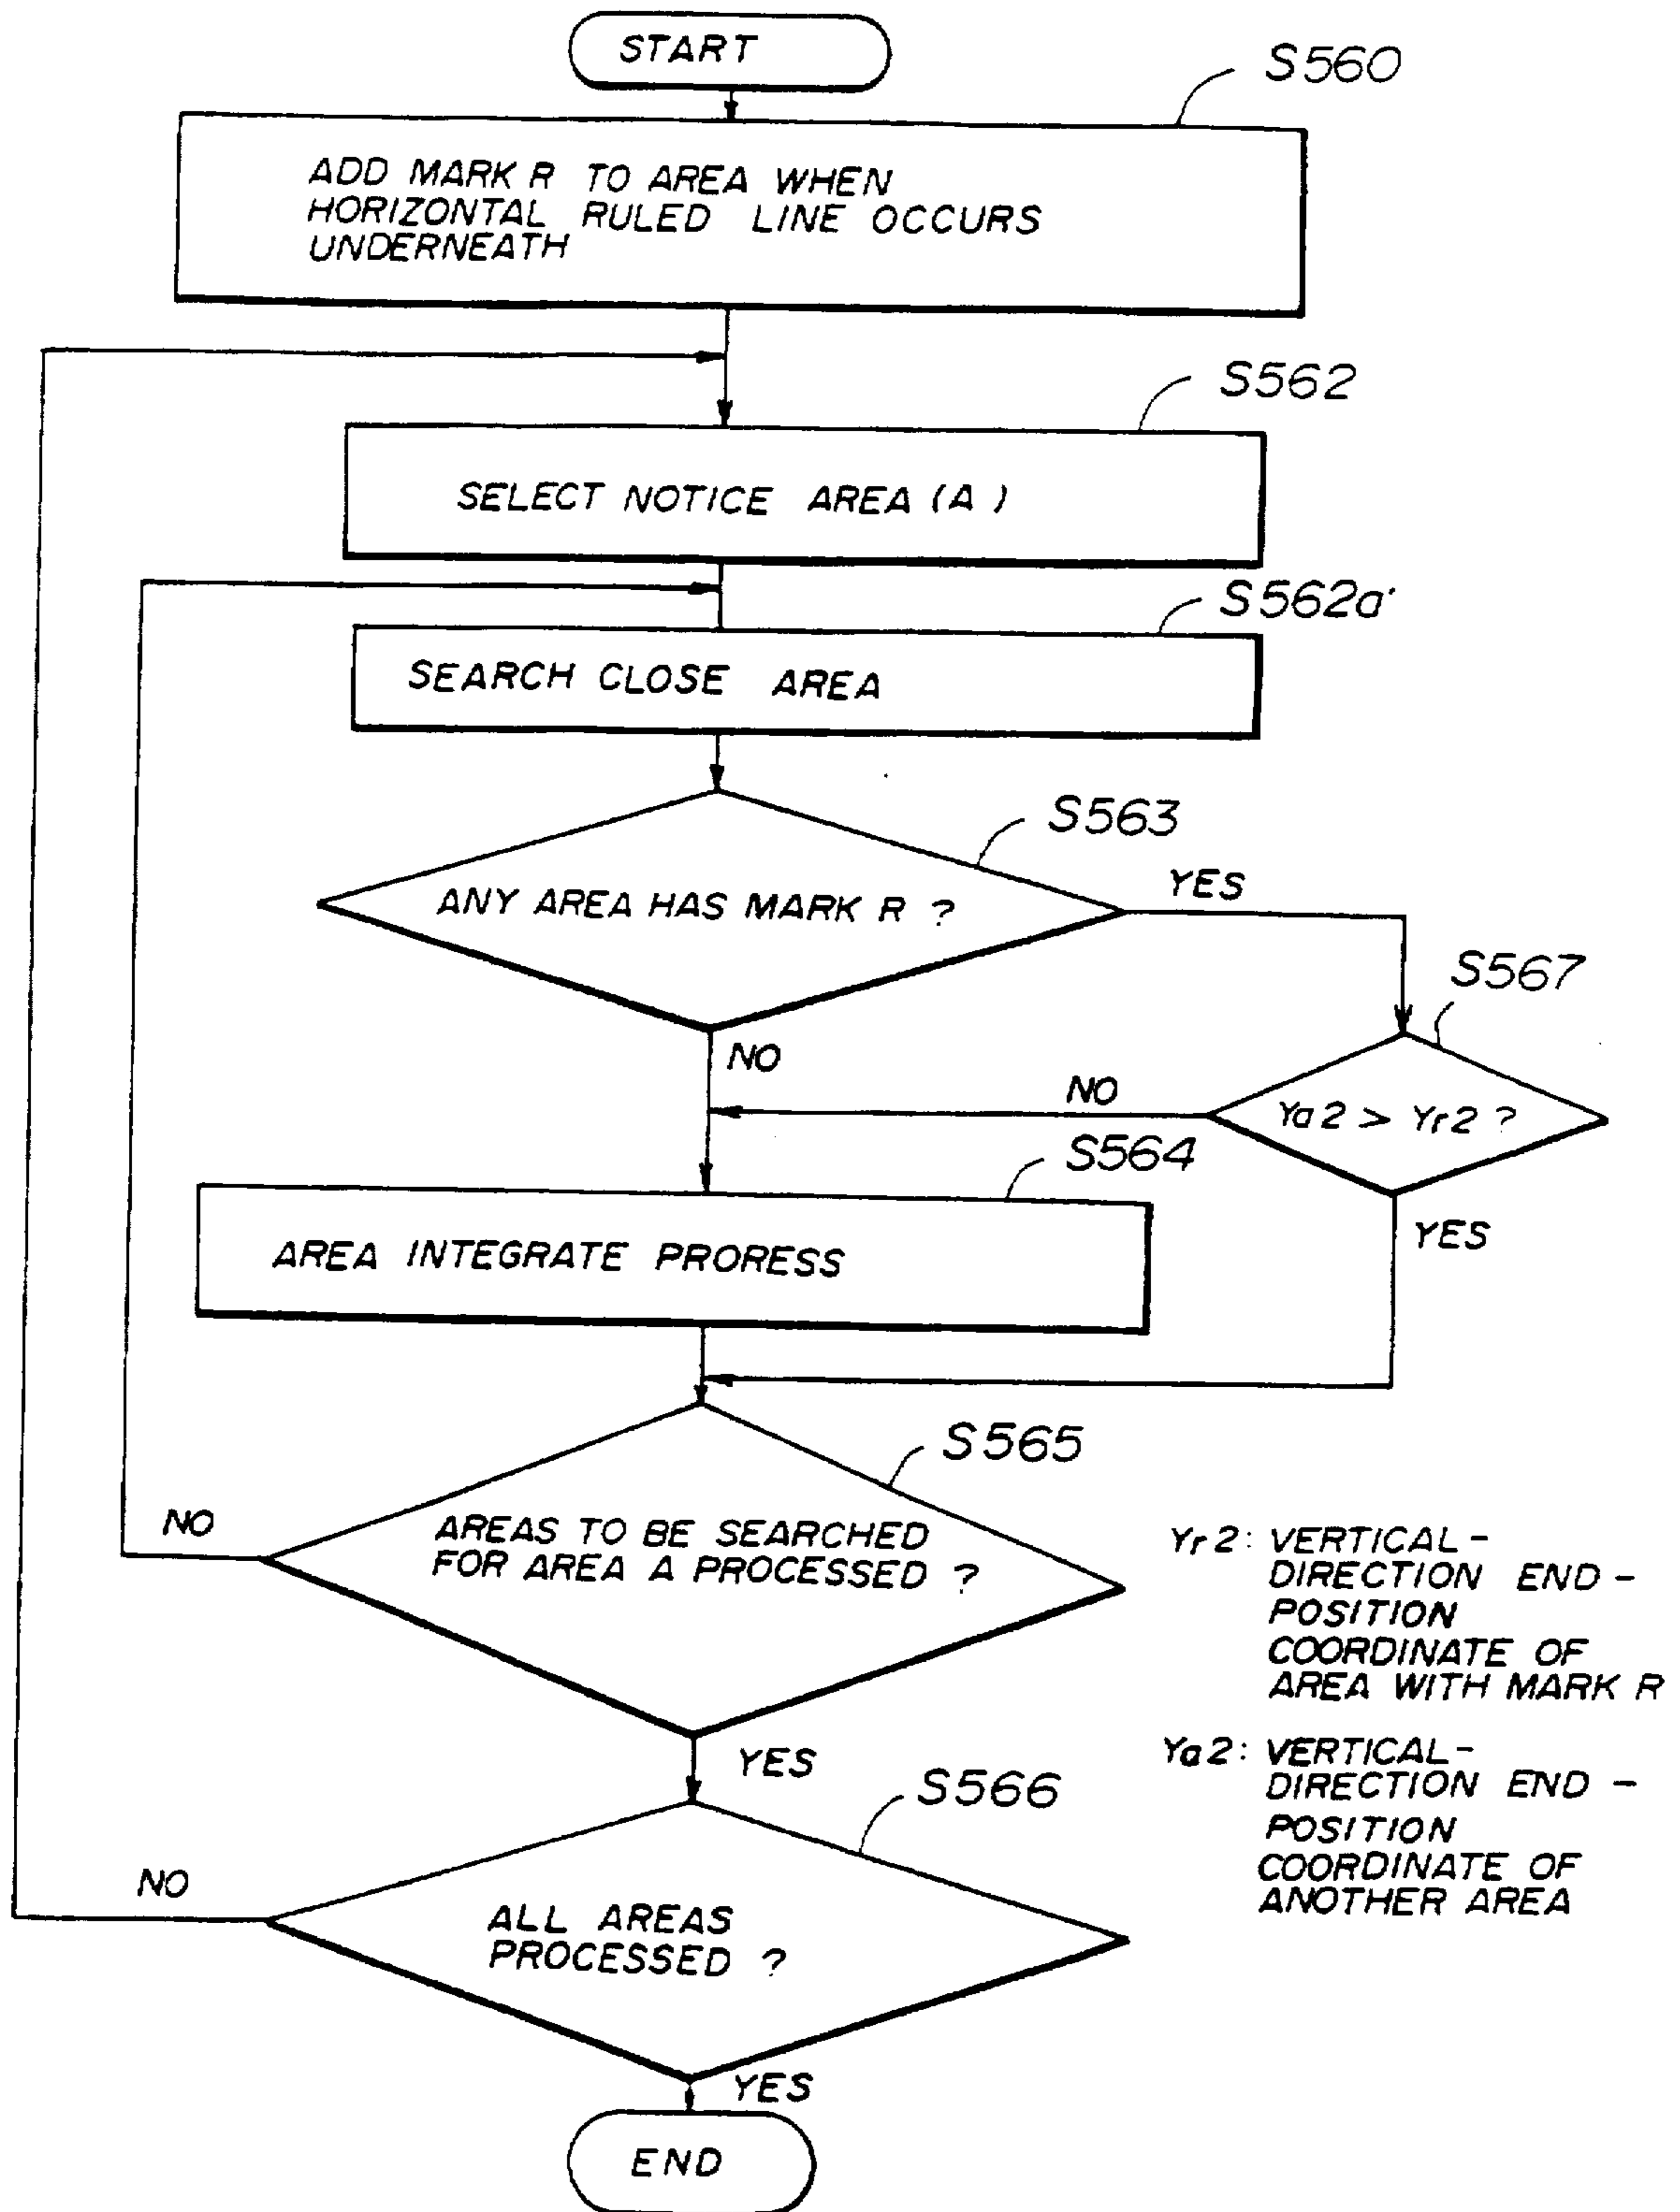 START
S560
ADD MARK R TO AREA WHEN
HORIZONTAL RULED LINE OCCURS
UNDERNEATH
S562
SELECT NOTICE AREA (A)
S562a'
SEARCH CLOSE AREA
S563
ANY AREA HAS MARK R ?
YES
S567
NO
NO
Ya2 > Yr2 ?
S564
YES
AREA INTEGRATE PRORESS
S565
NO
AREAS TO BE SEARCHED
FOR AREA A PROCESSED ?
Yr2: VERTICAL-
DIRECTION END-
POSITION
COORDINATE OF
AREA WITH MARK R
YES
Ya2: VERTICAL-
DIRECTION END-
POSITION
COORDINATE OF
ANOTHER AREA
S566
NO
ALL AREAS
PROCESSED ?
YES
END